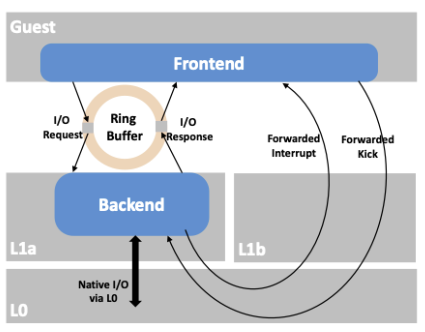 Guest
Frontend
I/O
Request
Ring
Buffer
I/O
Response
Forwarded
Interrupt
Forwarded
Kick
Backend
L1a
L1b
Native I/O
via L0
L0